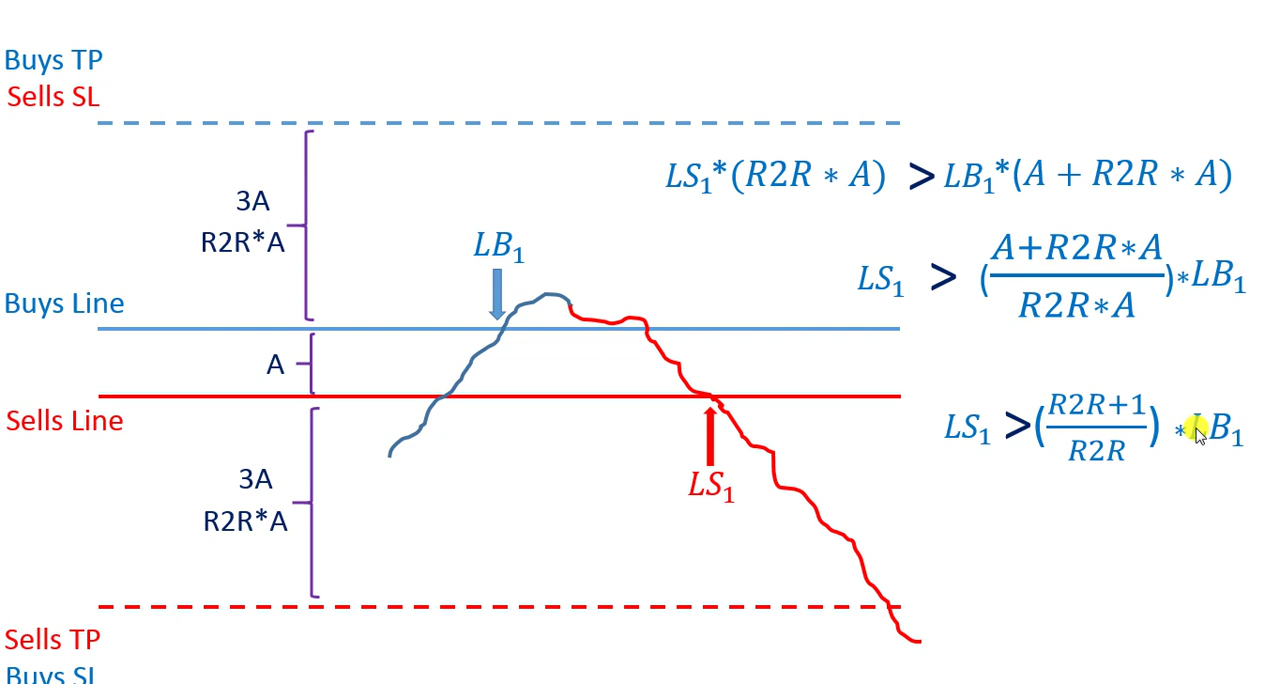 Buys TP
Sells SL
3A
R2R*A
LS₁*(R2R * A) > LB₁*(A + R2R * A)
LB₁
LS₁ > (A+R2R*A / R2R*A)*LB₁
Buys Line
A
Sells Line
LS₁ >(R2R+1 / R2R) *LB₁
3A
R2R*A
LS₁
Sells TP
Buys SL